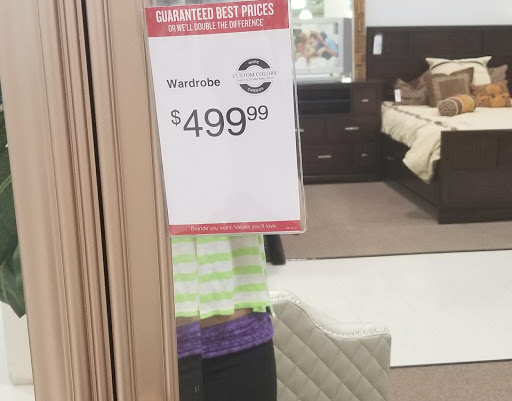 GUARANTEED BEST PRICES
OR WE'LL DOUBLE THE DIFFERENCE*
MORE
Wardrobe
CUSTOM COLORS
$499.99
Brands you want. Values you'll love.